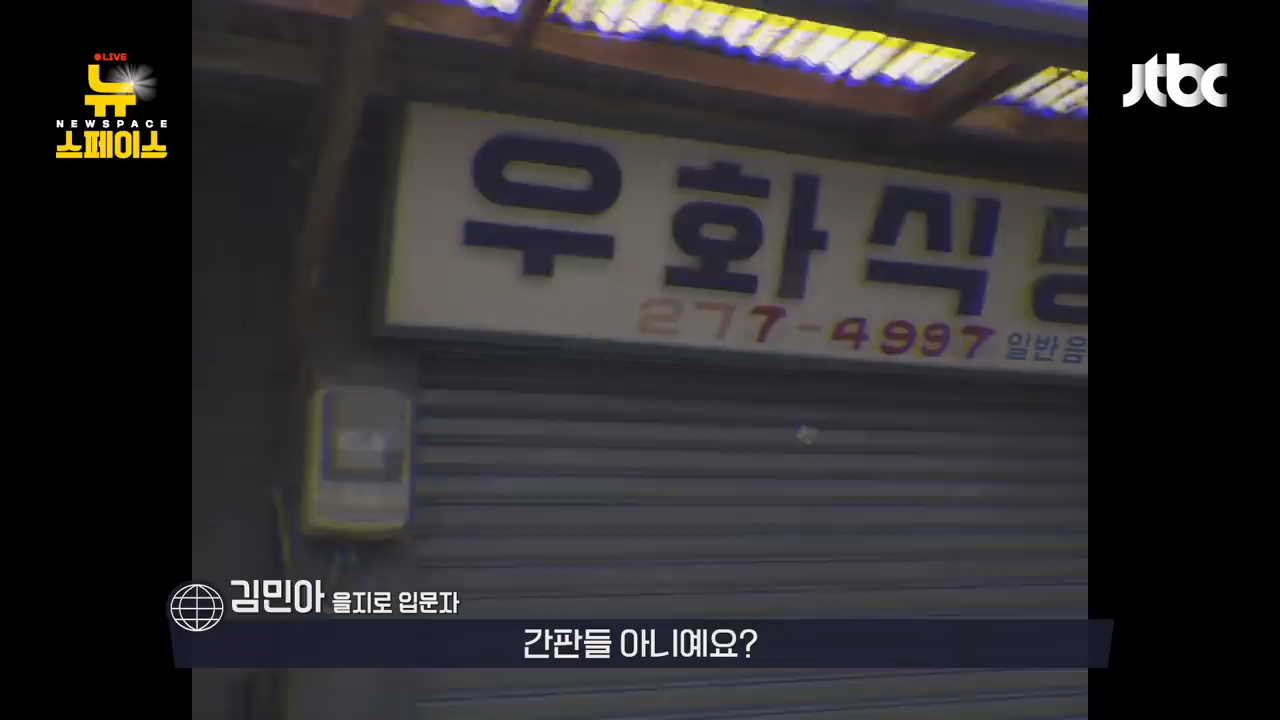 LIVE
뉴
NEWSPACE
스페이스
jtbc
우화식당
277-4997 일반음
김민아 을지로 입문자
간판들 아니예요?